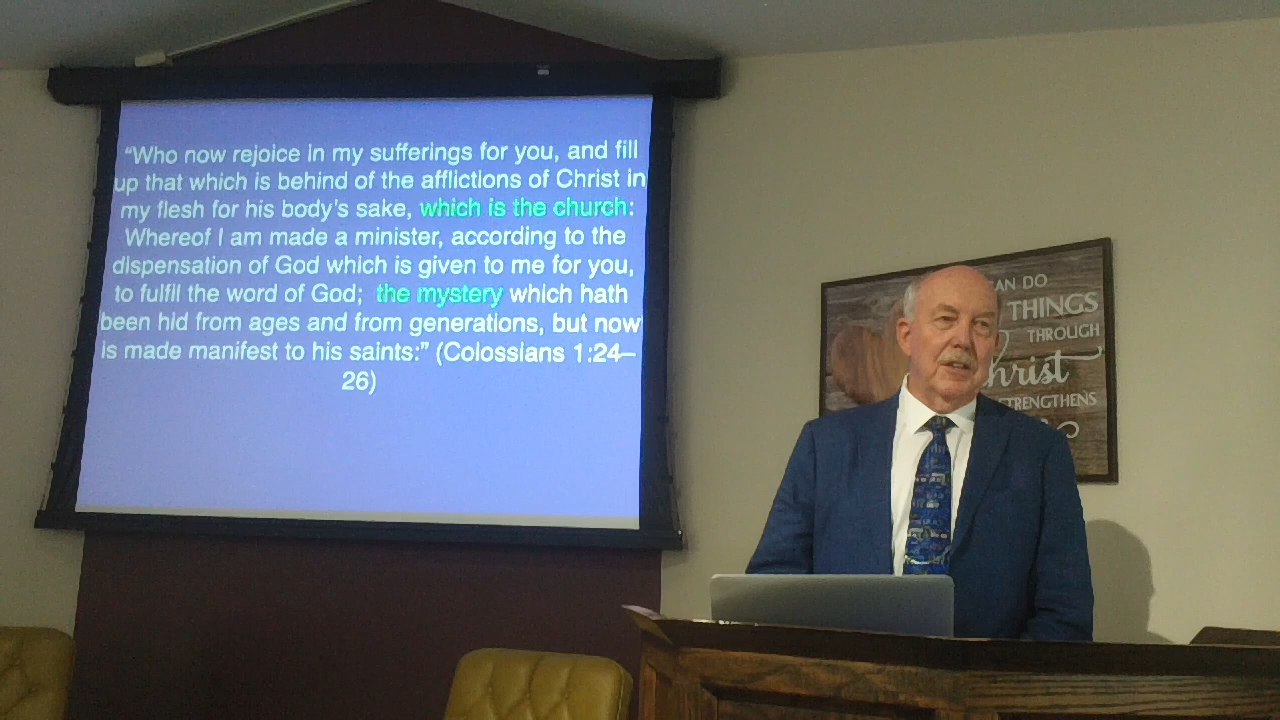 “Who now rejoice in my sufferings for you, and fill
up that which is behind of the afflictions of Christ in
my flesh for his body's sake, which is the church:
Whereof I am made a minister, according to the
dispensation of God which is given to me for you,
to fulfil the word of God; the mystery which hath
been hid from ages and from generations, but now
is made manifest to his saints:” (Colossians 1:24–
26)
CAN DO
THINGS
THROUGH
Christ
STRENGTHENS